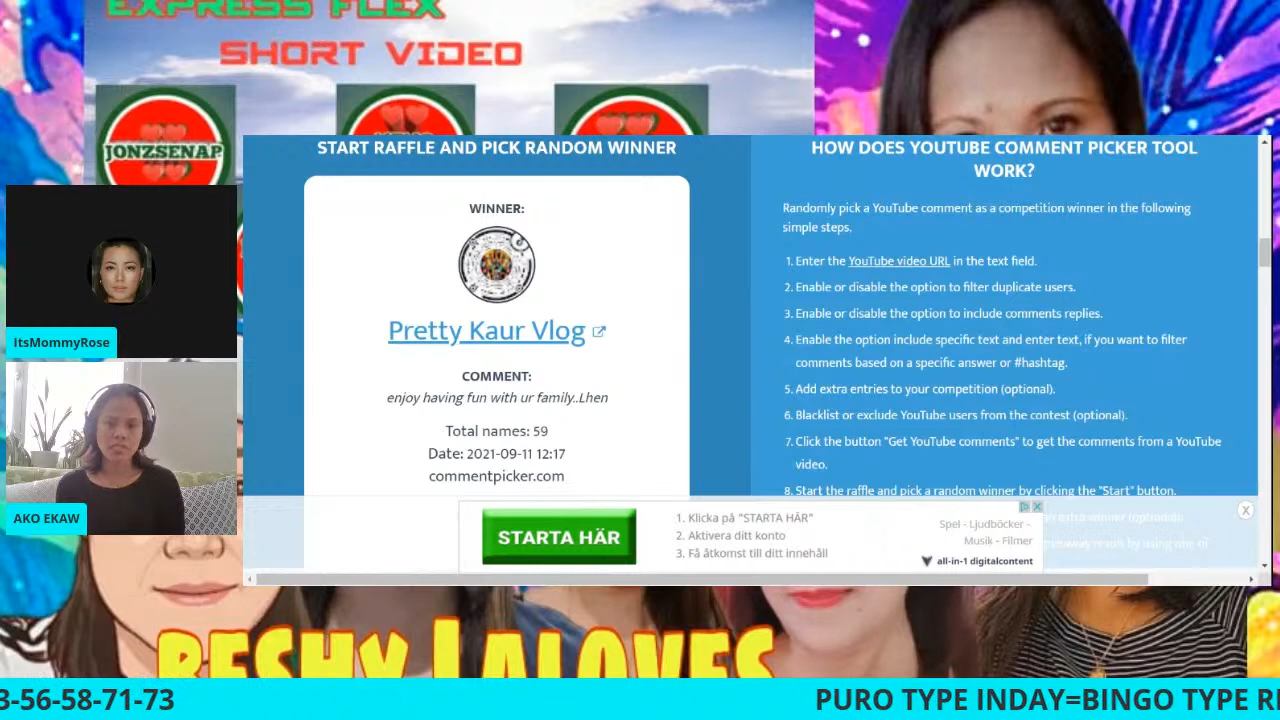 EXPRESS FLEX
SHORT VIDEO
JONZSENAP
START RAFFLE AND PICK RANDOM WINNER
WINNER:
Pretty Kaur Vlog
COMMENT:
enjoy having fun with ur family..Lhen
Total names: 59
Date: 2021-09-11 12:17
commentpicker.com
HOW DOES YOUTUBE COMMENT PICKER TOOL
WORK?
Randomly pick a YouTube comment as a competition winner in the following
simple steps.
1. Enter the YouTube video URL in the text field.
2. Enable or disable the option to filter duplicate users.
3. Enable or disable the option to include comments replies.
4. Enable the option include specific text and enter text, if you want to filter
comments based on a specific answer or #hashtag.
5. Add extra entries to your competition (optional).
6. Blacklist or exclude YouTube users from the contest (optional).
7. Click the button "Get YouTube comments" to get the comments from a YouTube
video.
8. Start the raffle and pick a random winner by clicking the "Start" button.
STARTA HÄR
1. Klicka på "STARTA HÄR"
2. Aktivera ditt konto
3. Få åtkomst till ditt innehåll
Spel - Ljudböcker -
Musik - Filmer
all-in-1 digitalcontent
ItsMommyRose
AKO EKAW
BESHY LALOVES
3-56-58-71-73
PURO TYPE INDAY=BINGO TYPE RE